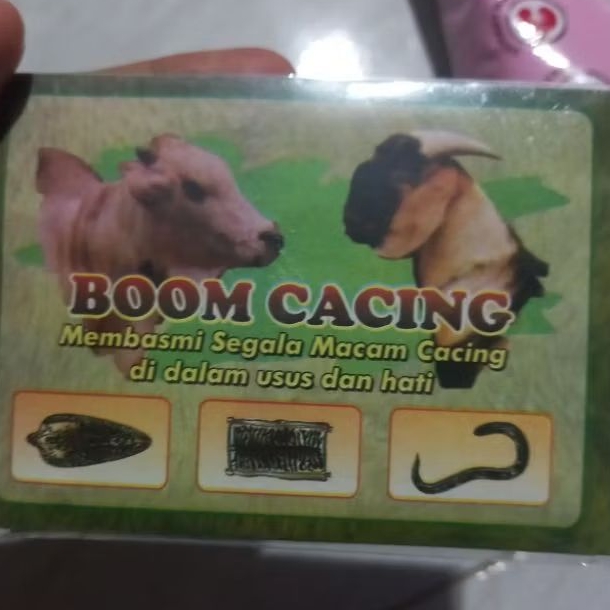 BOOM CACING
Membasmi Segala Macam Cacing
di dalam usus dan hati